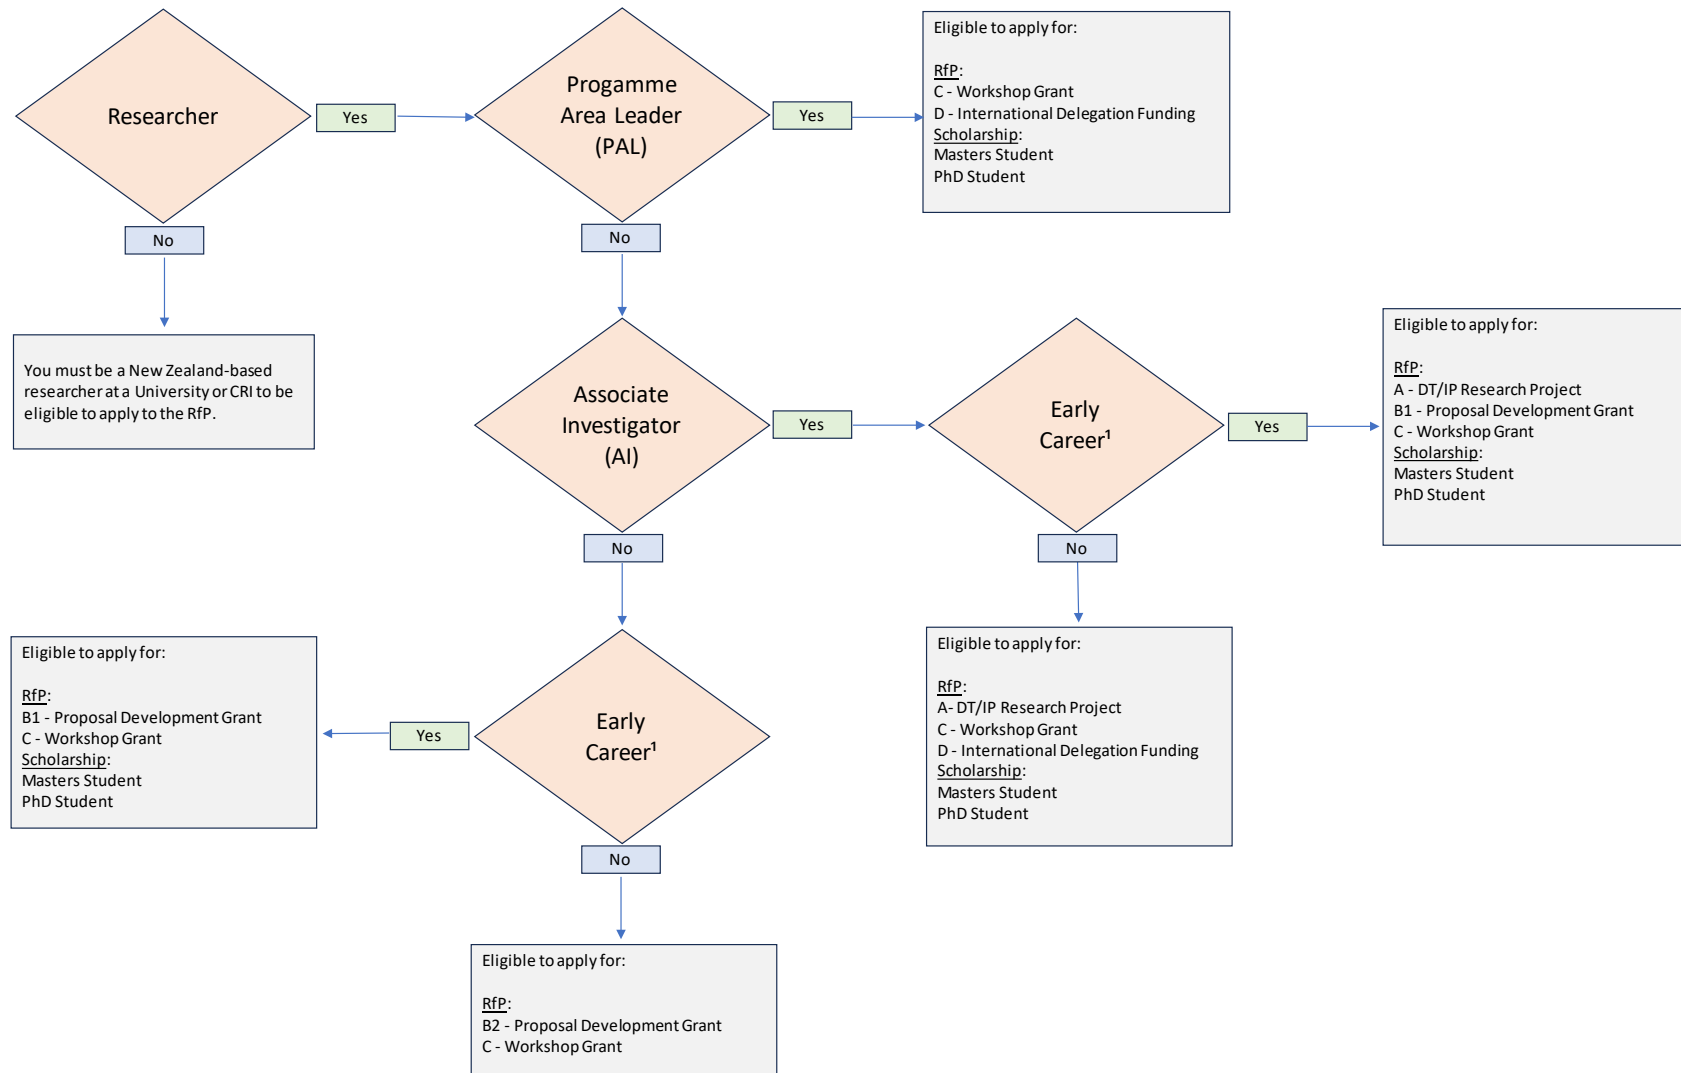 Researcher
Yes
Progamme
Area Leader
(PAL)
Yes
Eligible to apply for:
RfP:
C - Workshop Grant
D - International Delegation Funding
Scholarship:
Masters Student
PhD Student
No
No
You must be a New Zealand-based
researcher at a University or CRI to be
eligible to apply to the RfP.
Associate
Investigator
(AI)
Yes
Early
Career¹
Yes
Eligible to apply for:
RfP:
A - DT/IP Research Project
B1 - Proposal Development Grant
C - Workshop Grant
Scholarship:
Masters Student
PhD Student
No
No
Eligible to apply for:
RfP:
A- DT/IP Research Project
C - Workshop Grant
D - International Delegation Funding
Scholarship:
Masters Student
PhD Student
Eligible to apply for:
RfP:
B1 - Proposal Development Grant
C - Workshop Grant
Scholarship:
Masters Student
PhD Student
Yes
Early
Career¹
No
Eligible to apply for:
RfP:
B2 - Proposal Development Grant
C - Workshop Grant